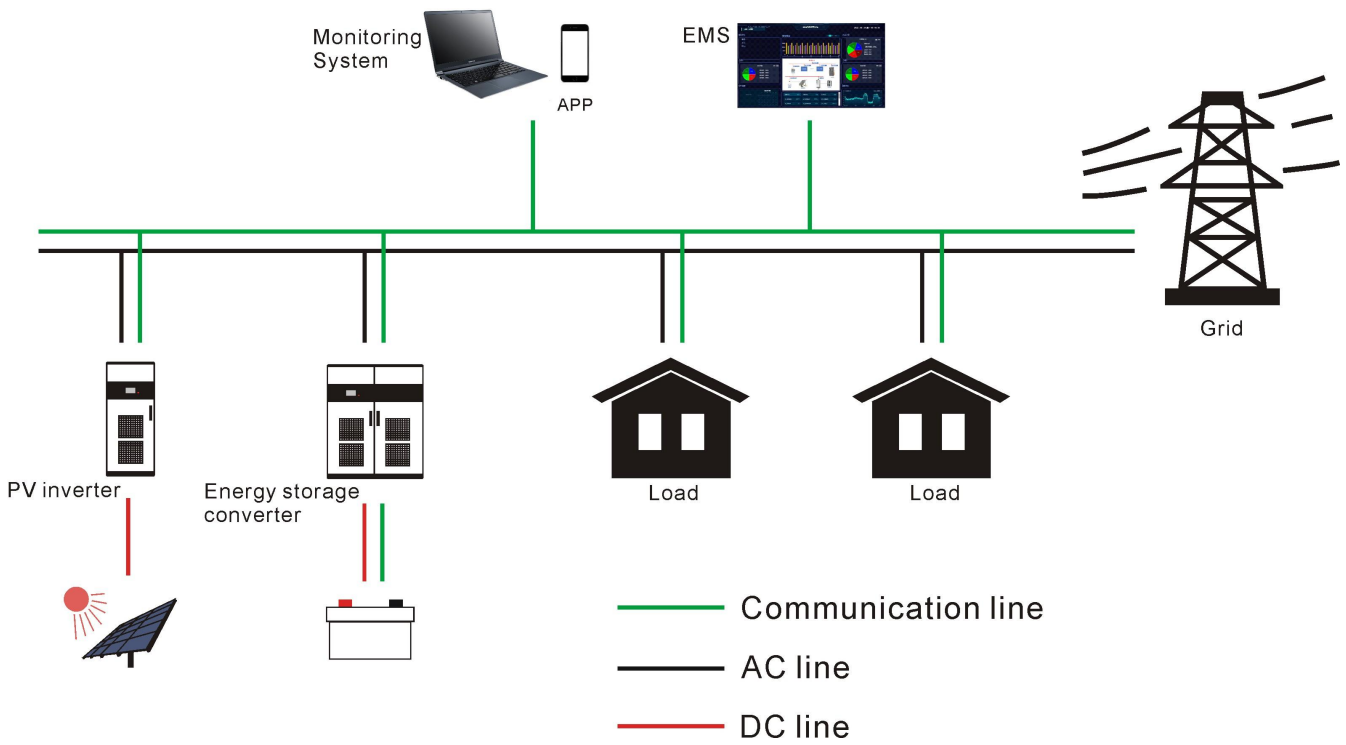 Monitoring
System
APP
EMS
Grid
PV inverter
Energy storage
converter
Load
Load
Communication line
AC line
DC line